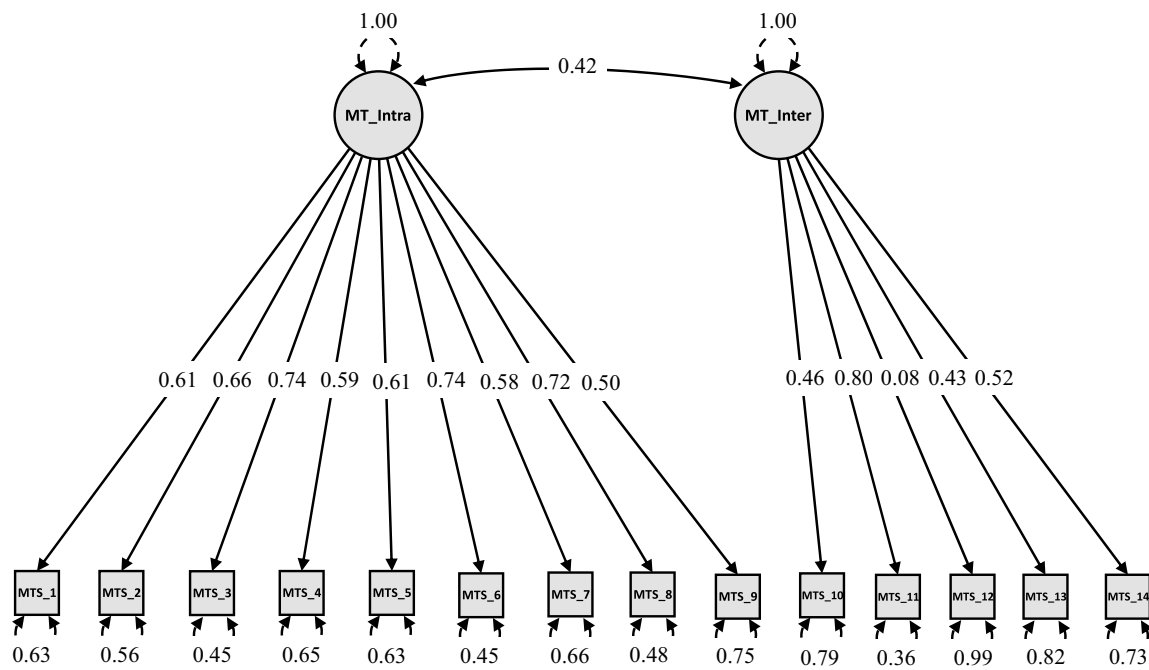 1.00 1.00
0.42
MT_Intra MT_Inter
0.61 0.66 0.74 0.59 0.61 0.74 0.58 0.72 0.50 0.46 0.80 0.08 0.43 0.52
MTS_1 MTS_2 MTS_3 MTS_4 MTS_5 MTS_6 MTS_7 MTS_8 MTS_9 MTS_10 MTS_11 MTS_12 MTS_13 MTS_14
0.63 0.56 0.45 0.65 0.63 0.45 0.66 0.48 0.75 0.79 0.36 0.99 0.82 0.73